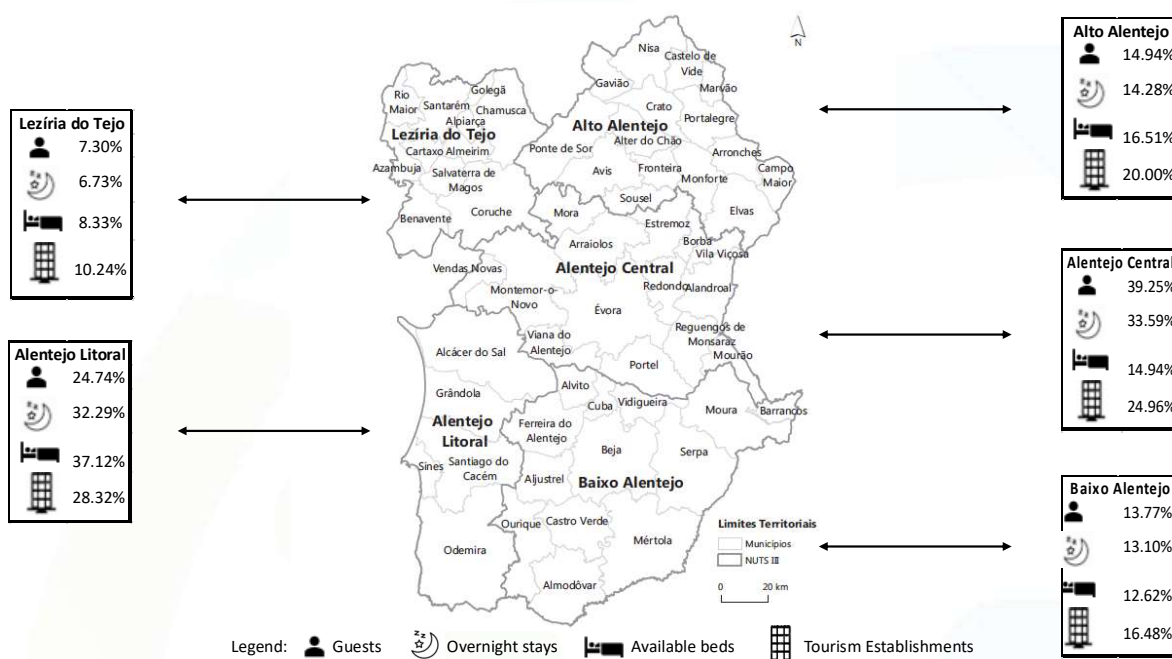 Lezíria do Tejo
7.30%
6.73%
8.33%
10.24%
Alentejo Litoral
24.74%
32.29%
37.12%
28.32%
N
Nisa
Castelo de
Vide
Gavião
Marvão
Rio
Maior
Golegã
Santarém
Chamusca
Alpiarça
Crato
Portalegre
Lezíria do Tejo
Alto Alentejo
Ponte de Sor
Alter do Chão
Cartaxo
Almeirim
Arronches
Azambuja
Salvaterra de
Magos
Avis
Fronteira
Monforte
Campo
Maior
Sousel
Benavente
Coruche
Mora
Elvas
Estremoz
Arraiolos
Borba
Vila Viçosa
Vendas Novas
Alentejo Central
Montemor-o-
Novo
Redondo
Alandroal
Évora
Reguengos de
Monsaraz
Viana do
Alentejo
Mourão
Alcácer do Sal
Portel
Grândola
Alvito
Cuba
Vidigueira
Moura
Barrancos
Alentejo
Litoral
Ferreira do
Alentejo
Beja
Serpa
Sines
Santiago do
Cacém
Aljustrel
Baixo Alentejo
Ourique
Castro Verde
Mértola
Odemira
Almodôvar
Limites Territoriais
Municípios
NUTS III
0 20 km
Alto Alentejo
14.94%
14.28%
16.51%
20.00%
Alentejo Central
39.25%
33.59%
14.94%
24.96%
Baixo Alentejo
13.77%
13.10%
12.62%
16.48%
Legend: Guests Overnight stays Available beds Tourism Establishments